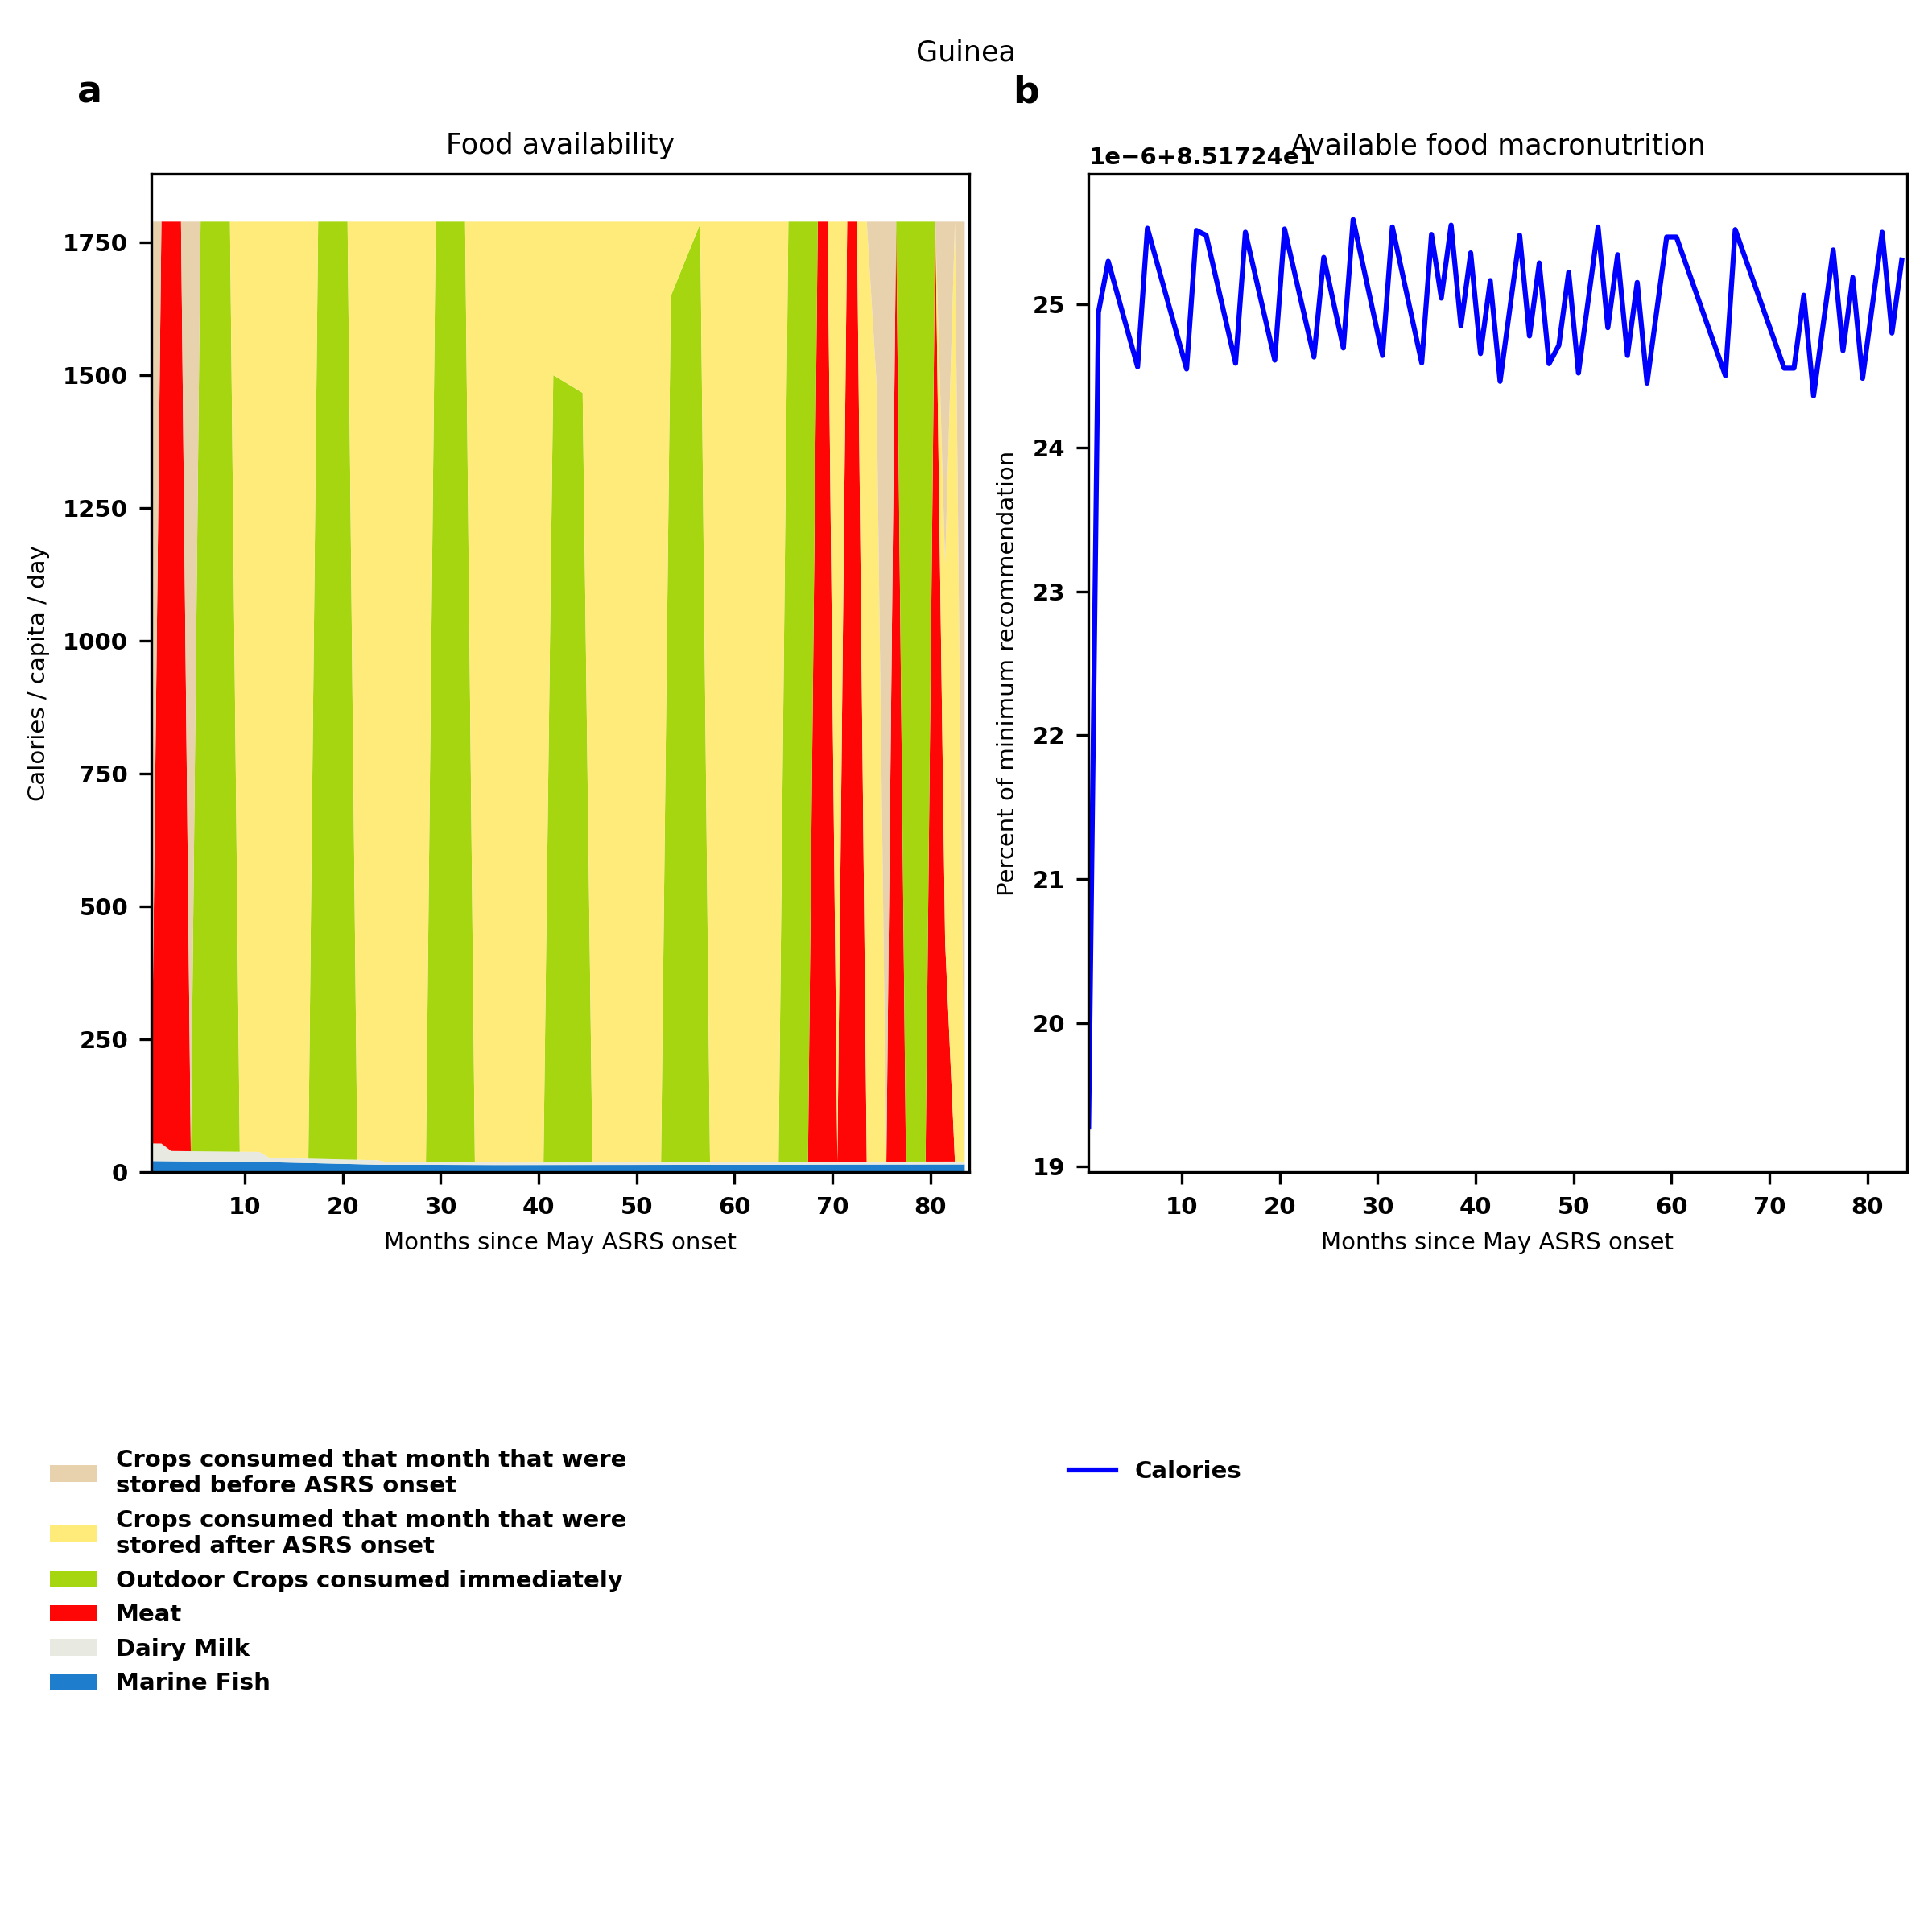 Guinea
a
Food availability
1750
1500
1250
1000
750
500
250
0
Calories / capita / day
10 20 30 40 50 60 70 80
Months since May ASRS onset
b
Available food macronutrition
1e−6+8.51724e1
25
24
23
22
21
20
19
Percent of minimum recommendation
10 20 30 40 50 60 70 80
Months since May ASRS onset
Crops consumed that month that were
stored before ASRS onset
Crops consumed that month that were
stored after ASRS onset
Outdoor Crops consumed immediately
Meat
Dairy Milk
Marine Fish
Calories